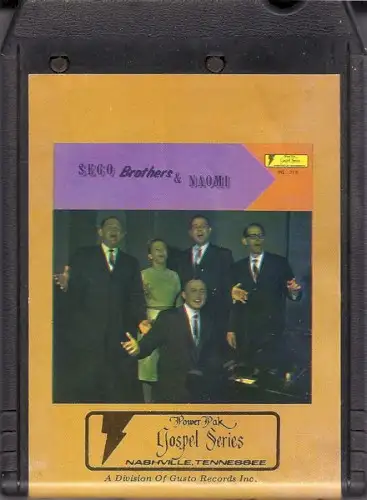 SEGO Brothers & NAOMI
Power Pak
Gospel Series
NASHVILLE, TENNESSEE
A Division Of Gusto Records Inc.